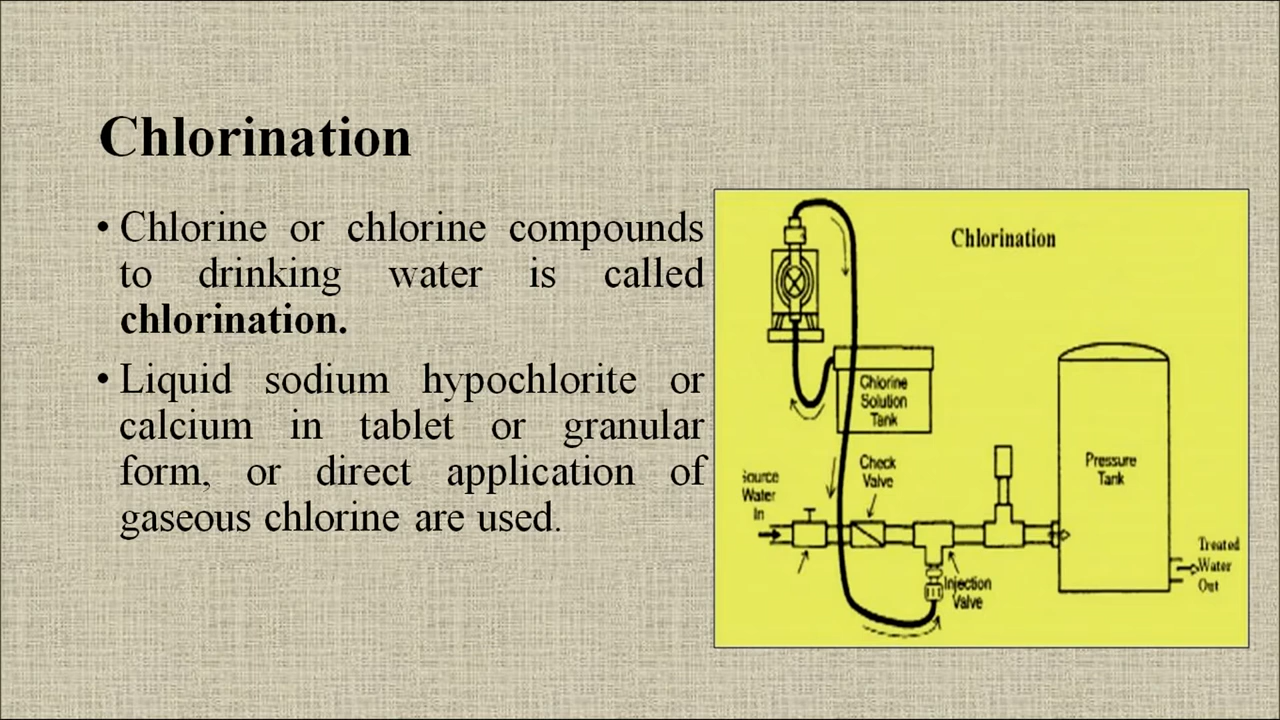 Chlorination
• Chlorine or chlorine compounds
to drinking water is called
chlorination.
• Liquid sodium hypochlorite or
calcium in tablet or granular
form, or direct application of
gaseous chlorine are used.
Chlorination
Chlorine
Solution
Tank
Check
Valve
Source
Water
In
Injection
Valve
Pressure
Tank
Treated
Water
Out